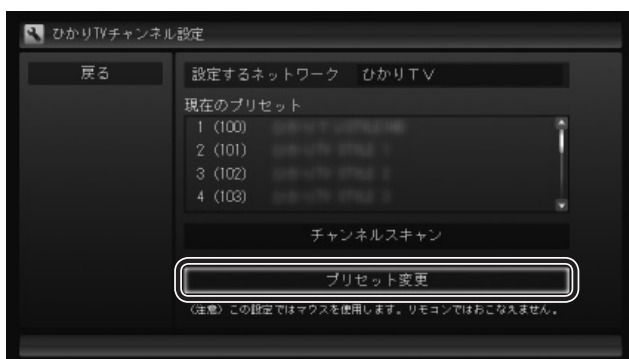 ひかりTVチャンネル設定
戻る
設定するネットワーク ひかりTV
現在のプリセット
1 (100)
2 (101)
3 (102)
4 (103)
チャンネルスキャン
プリセット変更
〈注意〉この設定ではマウスを使用します。リモコンではおこなえません。